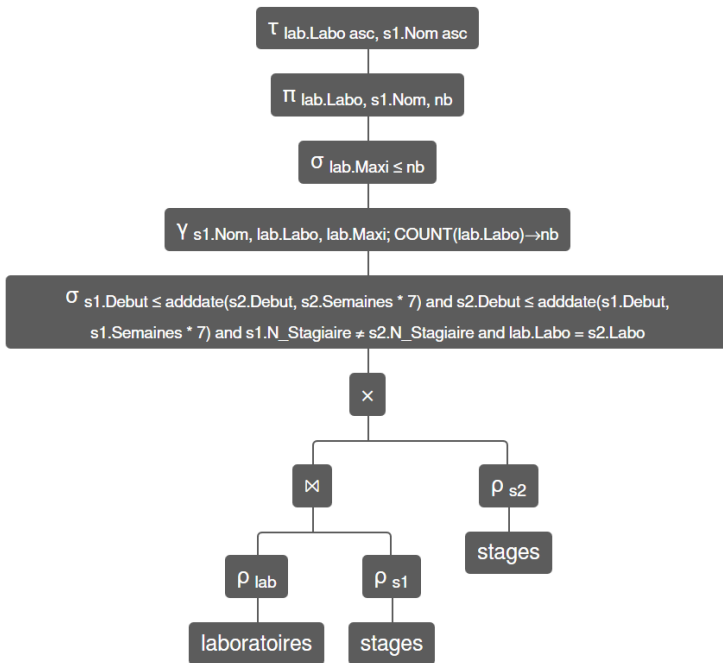 τ lab.Labo asc, s1.Nom asc
π lab.Labo, s1.Nom, nb
σ lab.Maxi ≤ nb
γ s1.Nom, lab.Labo, lab.Maxi; COUNT(lab.Labo)→nb
σ s1.Debut ≤ adddate(s2.Debut, s2.Semaines * 7) and s2.Debut ≤ adddate(s1.Debut,
s1.Semaines * 7) and s1.N_Stagiaire ≠ s2.N_Stagiaire and lab.Labo = s2.Labo
×
⋈
ρ s2
stages
ρ lab
ρ s1
laboratoires
stages